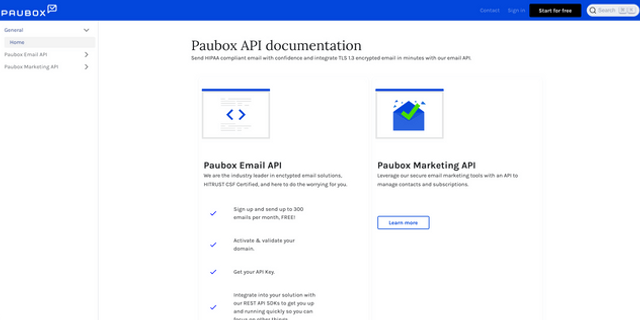 PAUBOX
Contact
Sign in
Start for free
Search
General
Home
Paubox Email API
Paubox Marketing API
Paubox API documentation
Send HIPAA compliant email with confidence and integrate TLS 1.3 encrypted email in minutes with our email API.
Paubox Email API
We are the industry leader in encrypted email solutions,
HITRUST CSF Certified, and here to do the worrying for you.
Sign up and send up to 300
emails per month, FREE!
Activate & validate your
domain.
Get your API Key.
Integrate into your solution with
our REST API SDKs to get you up
and running quickly so you can
focus on other things.
Paubox Marketing API
Leverage our secure email marketing tools with an API to
manage contacts and subscriptions.
Learn more